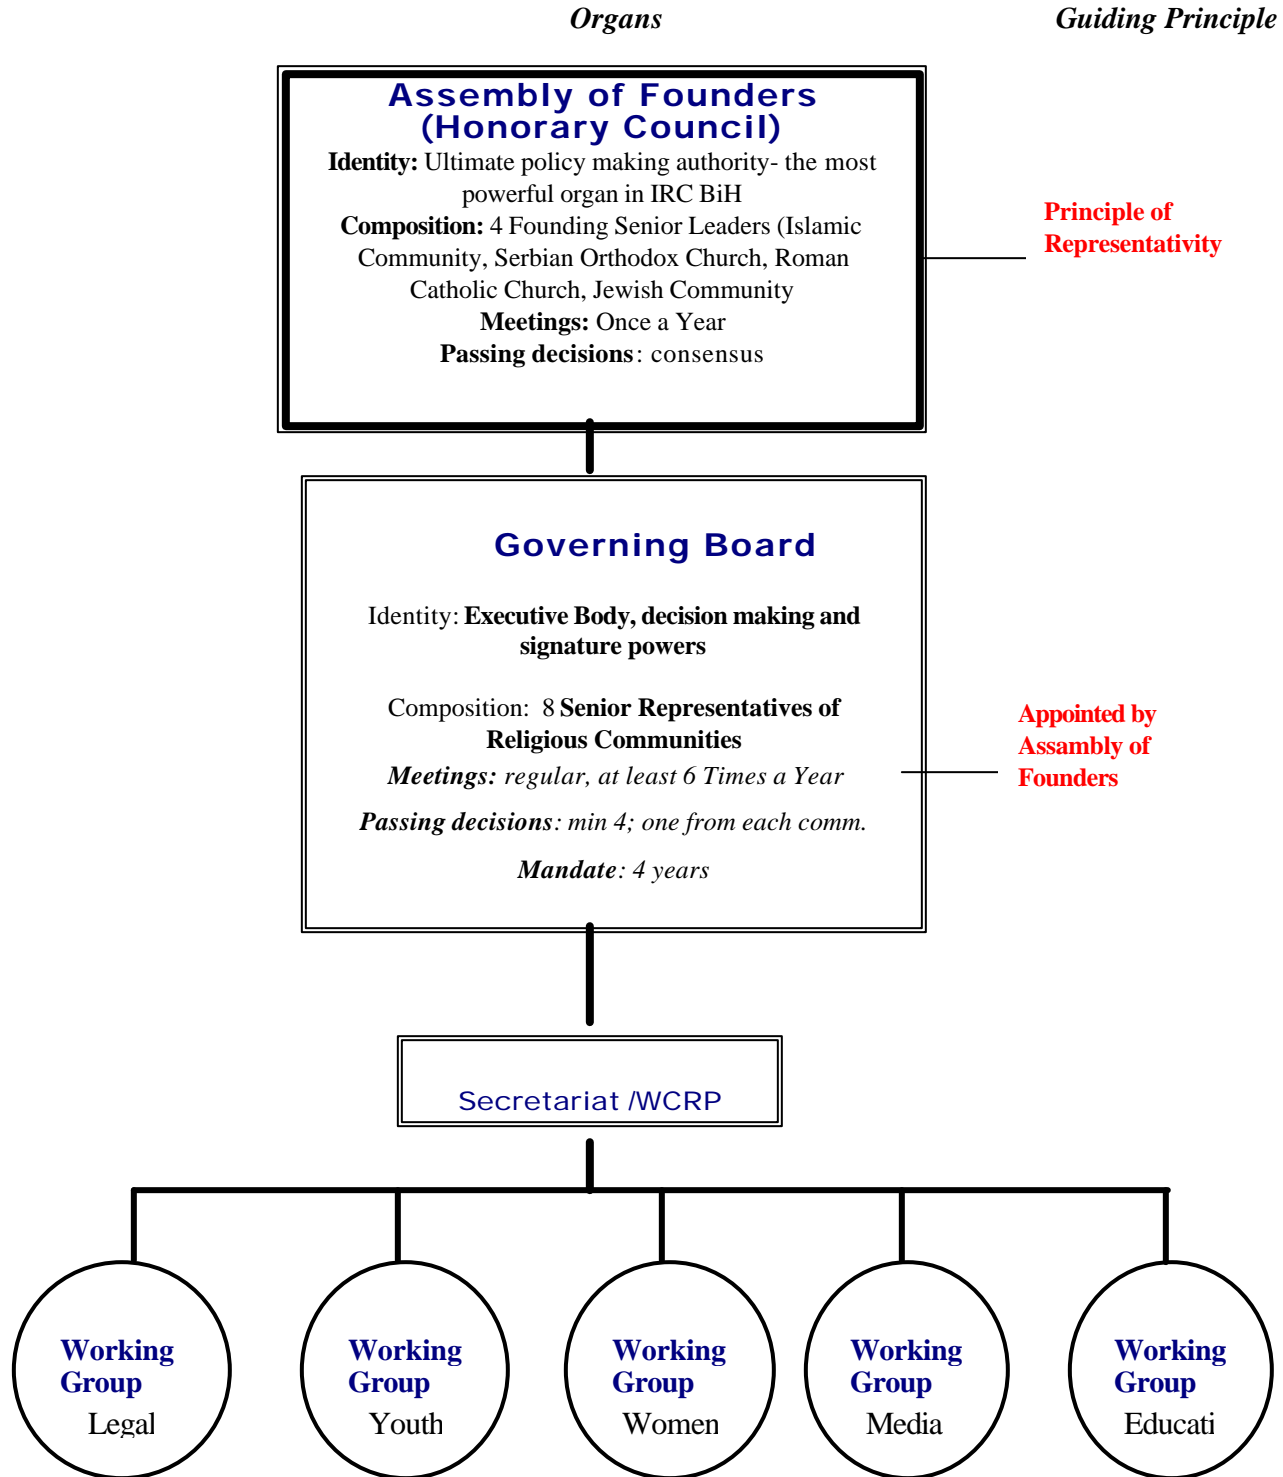 Organs Guiding Principle
Assembly of Founders
(Honorary Council)
Identity: Ultimate policy making authority- the most
powerful organ in IRC BiH
Composition: 4 Founding Senior Leaders (Islamic
Community, Serbian Orthodox Church, Roman
Catholic Church, Jewish Community
Meetings: Once a Year
Passing decisions: consensus
Principle of
Representativity
Governing Board
Identity: Executive Body, decision making and
signature powers
Composition: 8 Senior Representatives of
Religious Communities
Meetings: regular, at least 6 Times a Year
Passing decisions: min 4; one from each comm.
Mandate: 4 years
Appointed by
Assambly of
Founders
Secretariat /WCRP
Working
Group
Legal
Working
Group
Youth
Working
Group
Women
Working
Group
Media
Working
Group
Educati